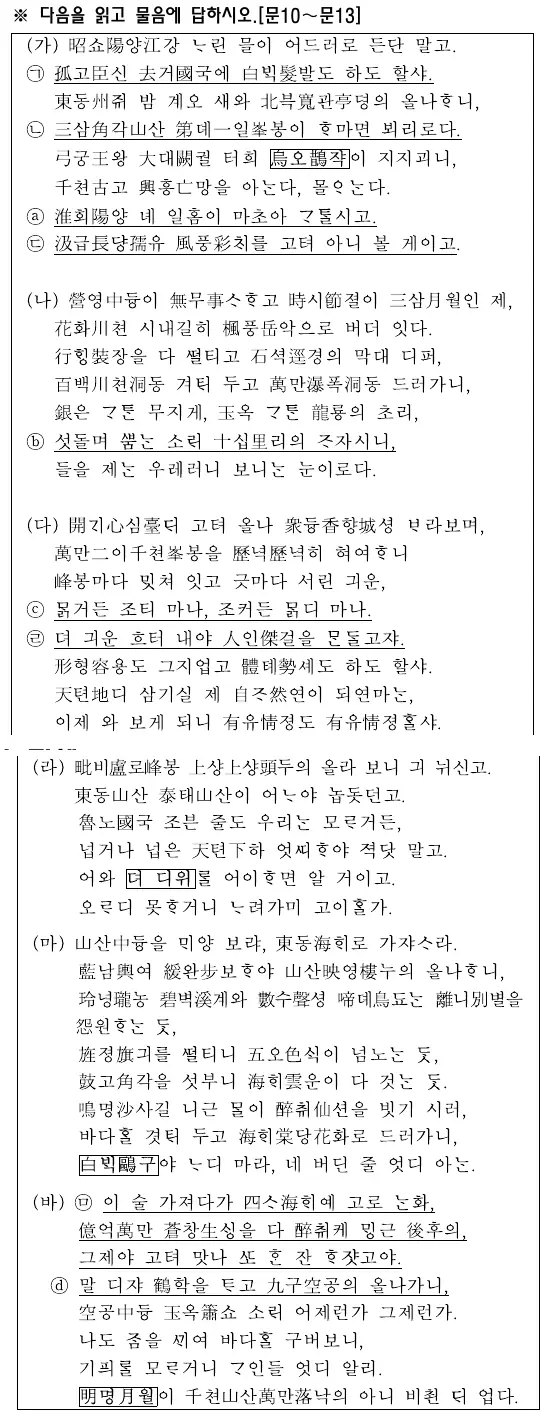 ※ 다음을 읽고 물음에 답하시오.[문10～문13]
(가) 昭쇼陽양江강 ᄂᆞ린 믈이 어드러로 든단 말고.
㉠ 孤고臣신 去거國국에 白ᄇᆡᆨ髮발도 하도 할샤.
東동州쥐 밤 계오 새와 北븍寬관亭뎡의 올나ᄒᆞ니,
㉡ 三삼角각山산 第뎨一일峯봉이 ᄒᆞ마면 뵈리로다.
弓궁王왕 大대闕궐 터희 烏오鵲쟉이 지지괴니,
千쳔古고 興흥亡망을 아ᄂᆞᆫ다, 몰ᄋᆞᄂᆞᆫ다.
ⓐ 淮회陽양 녜 일홈이 마초아 ᄀᆞᄐᆞᆯ시고.
㉢ 汲급長댱孺유 風풍彩ᄎᆡ를 고텨 아니 볼 게이고.
(나) 營영中듕이 無무事ᄉᆞᄒᆞ고 時시節졀이 三삼月월인 제,
花화川쳔 시내길히 楓풍岳악으로 버더 잇다.
行ᄒᆡᆼ裝장을 다 ᄯᅥᆯ티고 石셕逕경의 막대 디퍼,
百ᄇᆡᆨ川쳔洞동 겨ᄐᆡ 두고 萬만瀑폭洞동 드러가니,
銀은 ᄀᆞᄐᆞᆫ 무지게, 玉옥 ᄀᆞᄐᆞᆫ 龍룡의 초리,
ⓑ 섯돌며 ᄲᅮᆷᄂᆞᆫ 소ᄅᆡ 十십里리의 ᄌᆞ자시니,
들을 제ᄂᆞᆫ 우레러니 보니ᄂᆞᆫ 눈이로다.
(다) 開ᄀᆡ心심臺ᄃᆡ 고텨 올나 衆듕香향城셩 ᄇᆞ라보며,
萬만二이千쳔峯봉을 歷녁歷녁히 혀여ᄒᆞ니
峰봉마다 ᄆᆡᆺ쳐 잇고 긋마다 서린 긔운,
ⓒ ᄆᆞᆰ거든 조티 마나, 조커든 ᄆᆞᆰ디 마나.
㉣ 뎌 긔운 흐터 내야 人인傑걸을 ᄆᆞᆫᄃᆞᆯ고쟈.
形형容용도 그지업고 體톄勢셰도 하도 할샤.
天텬地디 삼기실 제 自ᄌᆞ然연이 되연마ᄂᆞᆫ,
이제 와 보게 되니 有유情졍도 有유情졍ᄒᆞᆯ샤.
(라) 毗비盧로峰봉 上샹上샹頭두의 올라 보니 긔 뉘신고.
東동山산 泰태山산이 어ᄂᆞ야 놉돗던고.
魯노國국 조븐 줄도 우리ᄂᆞᆫ 모ᄅᆞ거든,
넙거나 넙은 天텬下하 엇ᄶᅵᄒᆞ야 젹닷 말고.
어와 뎌 디위ᄅᆞᆯ 어이ᄒᆞ면 알 거이고.
오ᄅᆞ디 못ᄒᆞ거니 ᄂᆞ려가미 고이ᄒᆞᆯ가.
(마) 山산中듕을 ᄆᆡ양 보랴, 東동海ᄒᆡ로 가쟈ᄉᆞ라.
藍남輿여 緩완步보ᄒᆞ야 山산映영樓누의 올나ᄒᆞ니,
玲녕瓏농 碧벽溪계와 數수聲셩 啼뎨鳥됴ᄂᆞᆫ 離니別별을
怨원ᄒᆞᄂᆞᆫ ᄃᆞᆺ,
旌졍旗긔를 ᄯᅥᆯ티니 五오色ᄉᆡᆨ이 넘노ᄂᆞᆫ ᄃᆞᆺ,
鼓고角각을 섯부니 海ᄒᆡ雲운이 다 것ᄂᆞᆫ ᄃᆞᆺ.
鳴명沙사길 니근 ᄆᆞᆯ이 醉ᄎᆔ仙션을 빗기 시러,
바다ᄒᆞᆯ 겻ᄐᆡ 두고 海ᄒᆡ棠당花화로 드러가니,
白ᄇᆡᆨ鷗구야 ᄂᆞ디 마라, 네 버딘 줄 엇디 아ᄂᆞᆫ.
(바) ㉤ 이 술 가져다가 四ᄉᆞ海ᄒᆡ예 고로 ᄂᆞᆫ화,
億억萬만 蒼창生ᄉᆡᆼ을 다 醉ᄎᆔ케 ᄆᆡᆼ근 後후의,
그제야 고텨 맛나 ᄯᅩ ᄒᆞᆫ 잔 ᄒᆞ쟛고야.
ⓓ 말 디쟈 鶴학을 ᄐᆞ고 九구空공의 올나가니,
空공中듕 玉옥簫쇼 소ᄅᆡ 어제런가 그제런가.
나도 ᄌᆞᆷ을 ᄭᆡ여 바다ᄒᆞᆯ 구버보니,
기픠ᄅᆞᆯ 모ᄅᆞ거니 ᄀᆞ인들 엇디 알리.
明명月월이 千쳔山산萬만落낙의 아니 비쵠 ᄃᆡ 업다.